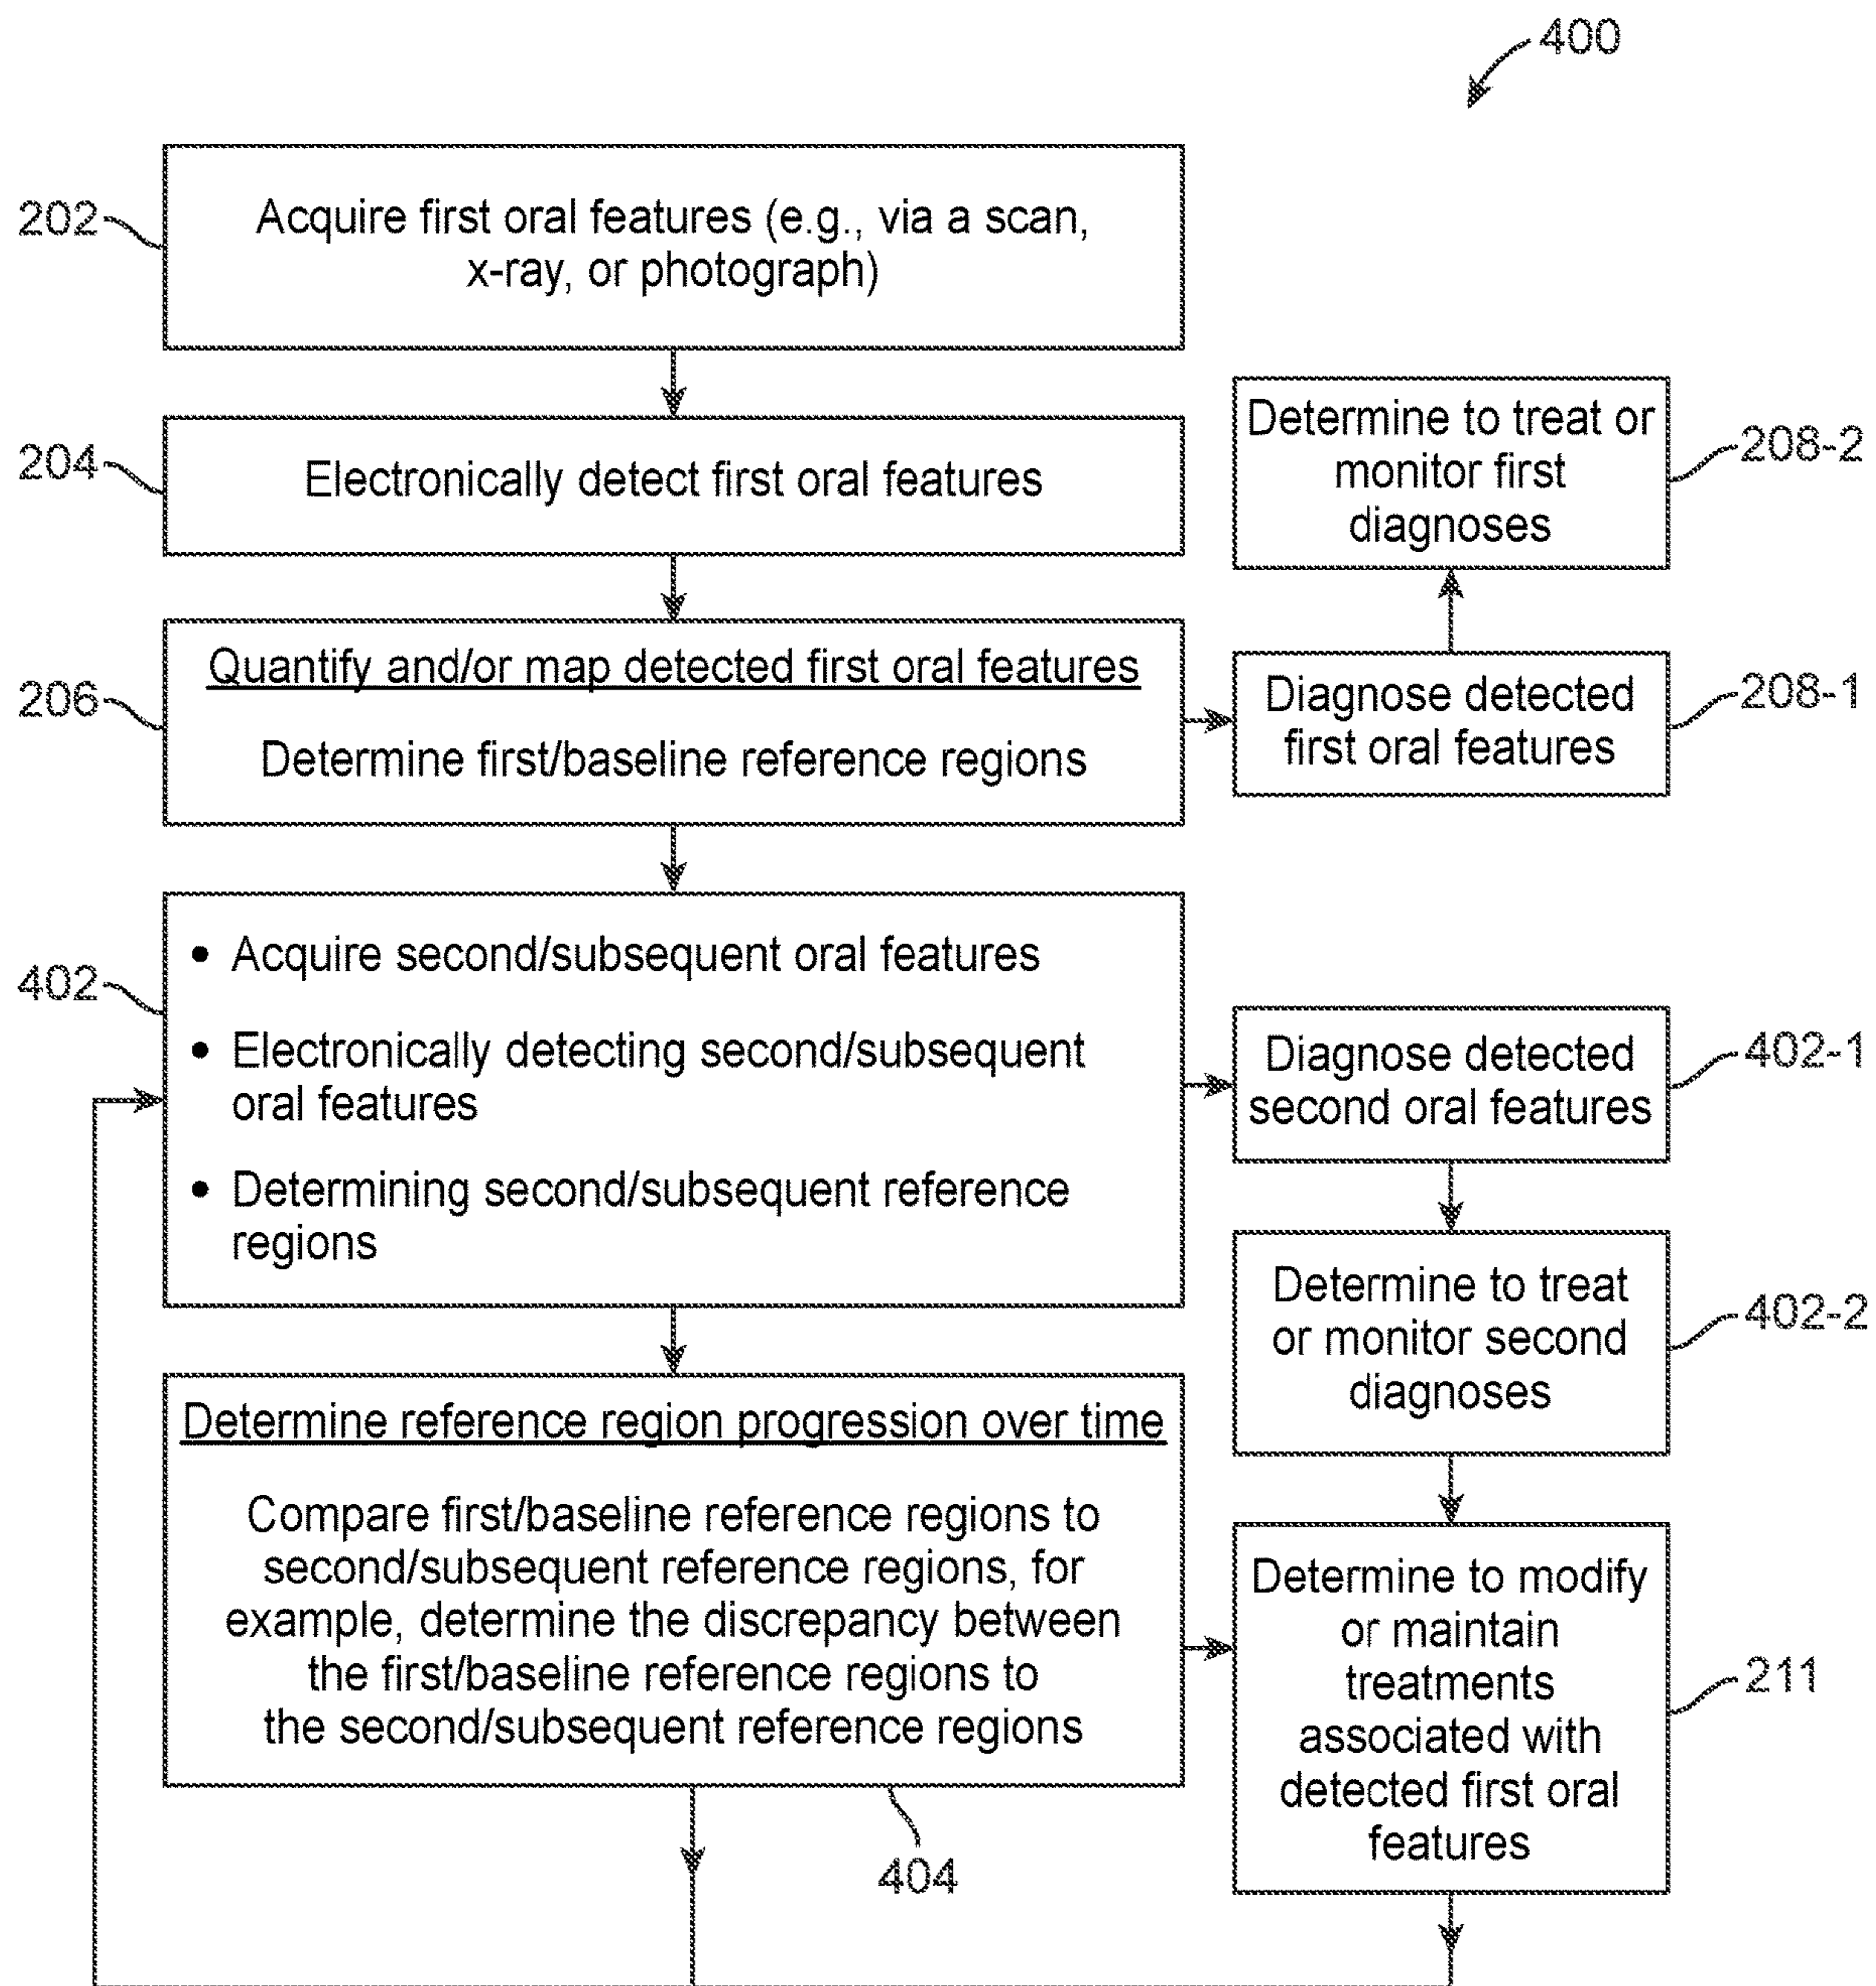 400
202
Acquire first oral features (e.g., via a scan,
x-ray, or photograph)
204
Electronically detect first oral features
Determine to treat or
monitor first
diagnoses
208-2
206
Quantify and/or map detected first oral features
Determine first/baseline reference regions
Diagnose detected
first oral features
208-1
402
• Acquire second/subsequent oral features
• Electronically detecting second/subsequent
oral features
• Determining second/subsequent reference
regions
Diagnose detected
second oral features
402-1
Determine to treat
or monitor second
diagnoses
402-2
Determine reference region progression over time
Compare first/baseline reference regions to
second/subsequent reference regions, for
example, determine the discrepancy between
the first/baseline reference regions to
the second/subsequent reference regions
404
Determine to modify
or maintain
treatments
associated with
detected first oral
features
211